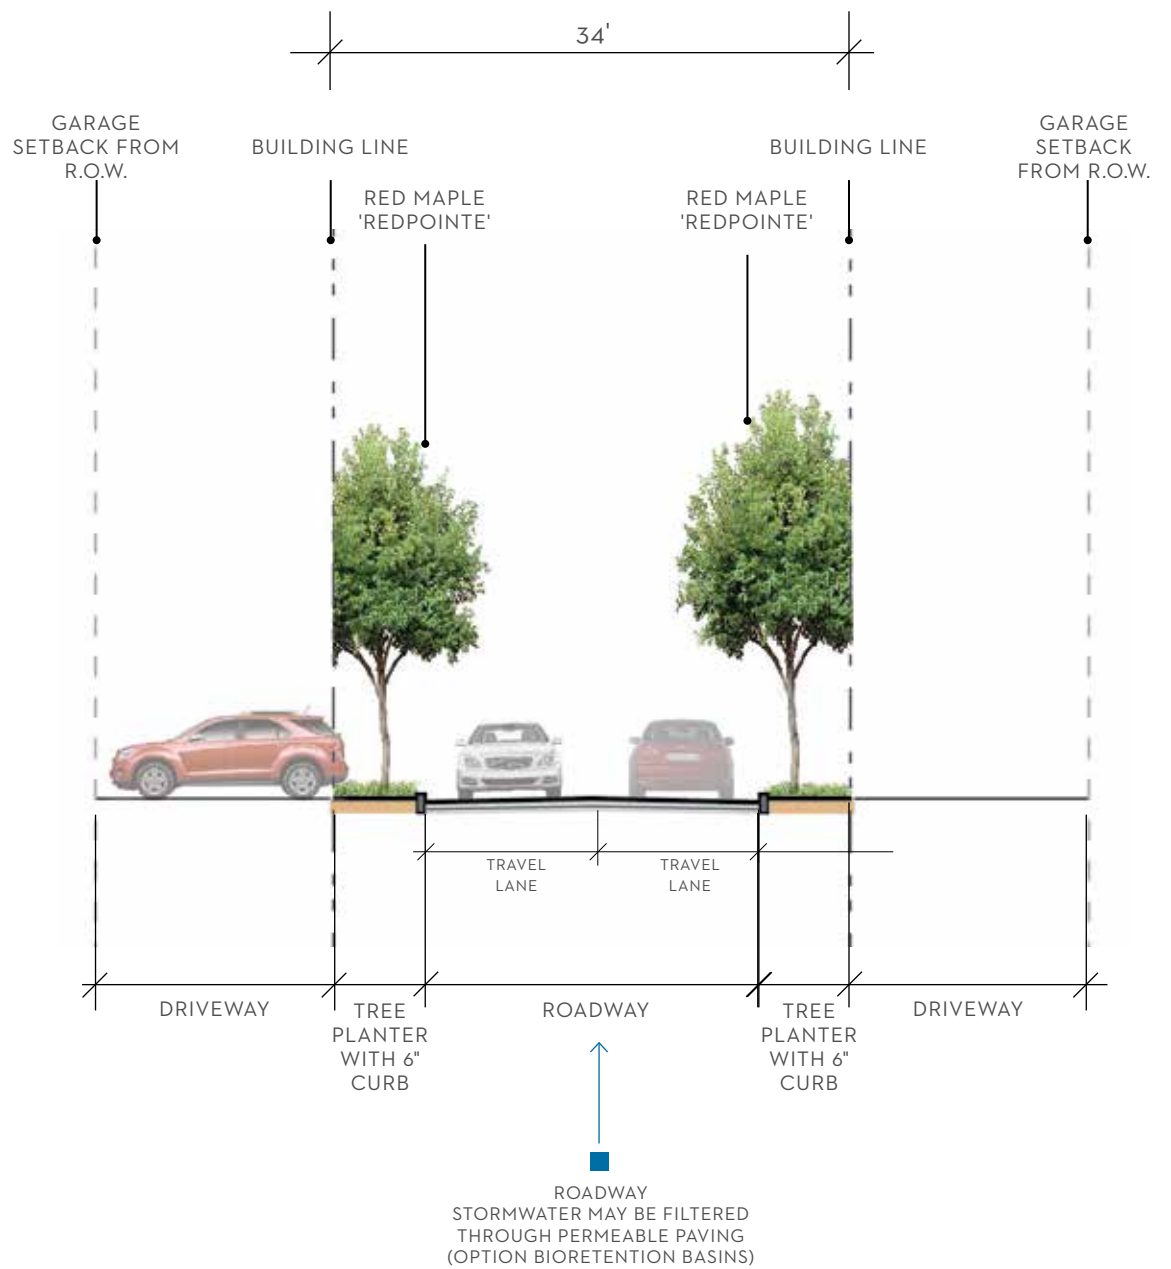 34'
GARAGE
SETBACK FROM
R.O.W.
BUILDING LINE
RED MAPLE
'REDPOINTE'
RED MAPLE
'REDPOINTE'
BUILDING LINE
GARAGE
SETBACK
FROM R.O.W.
TRAVEL
LANE
TRAVEL
LANE
DRIVEWAY
TREE
PLANTER
WITH 6"
CURB
ROADWAY
TREE
PLANTER
WITH 6"
CURB
DRIVEWAY
ROADWAY
STORMWATER MAY BE FILTERED
THROUGH PERMEABLE PAVING
(OPTION BIORETENTION BASINS)